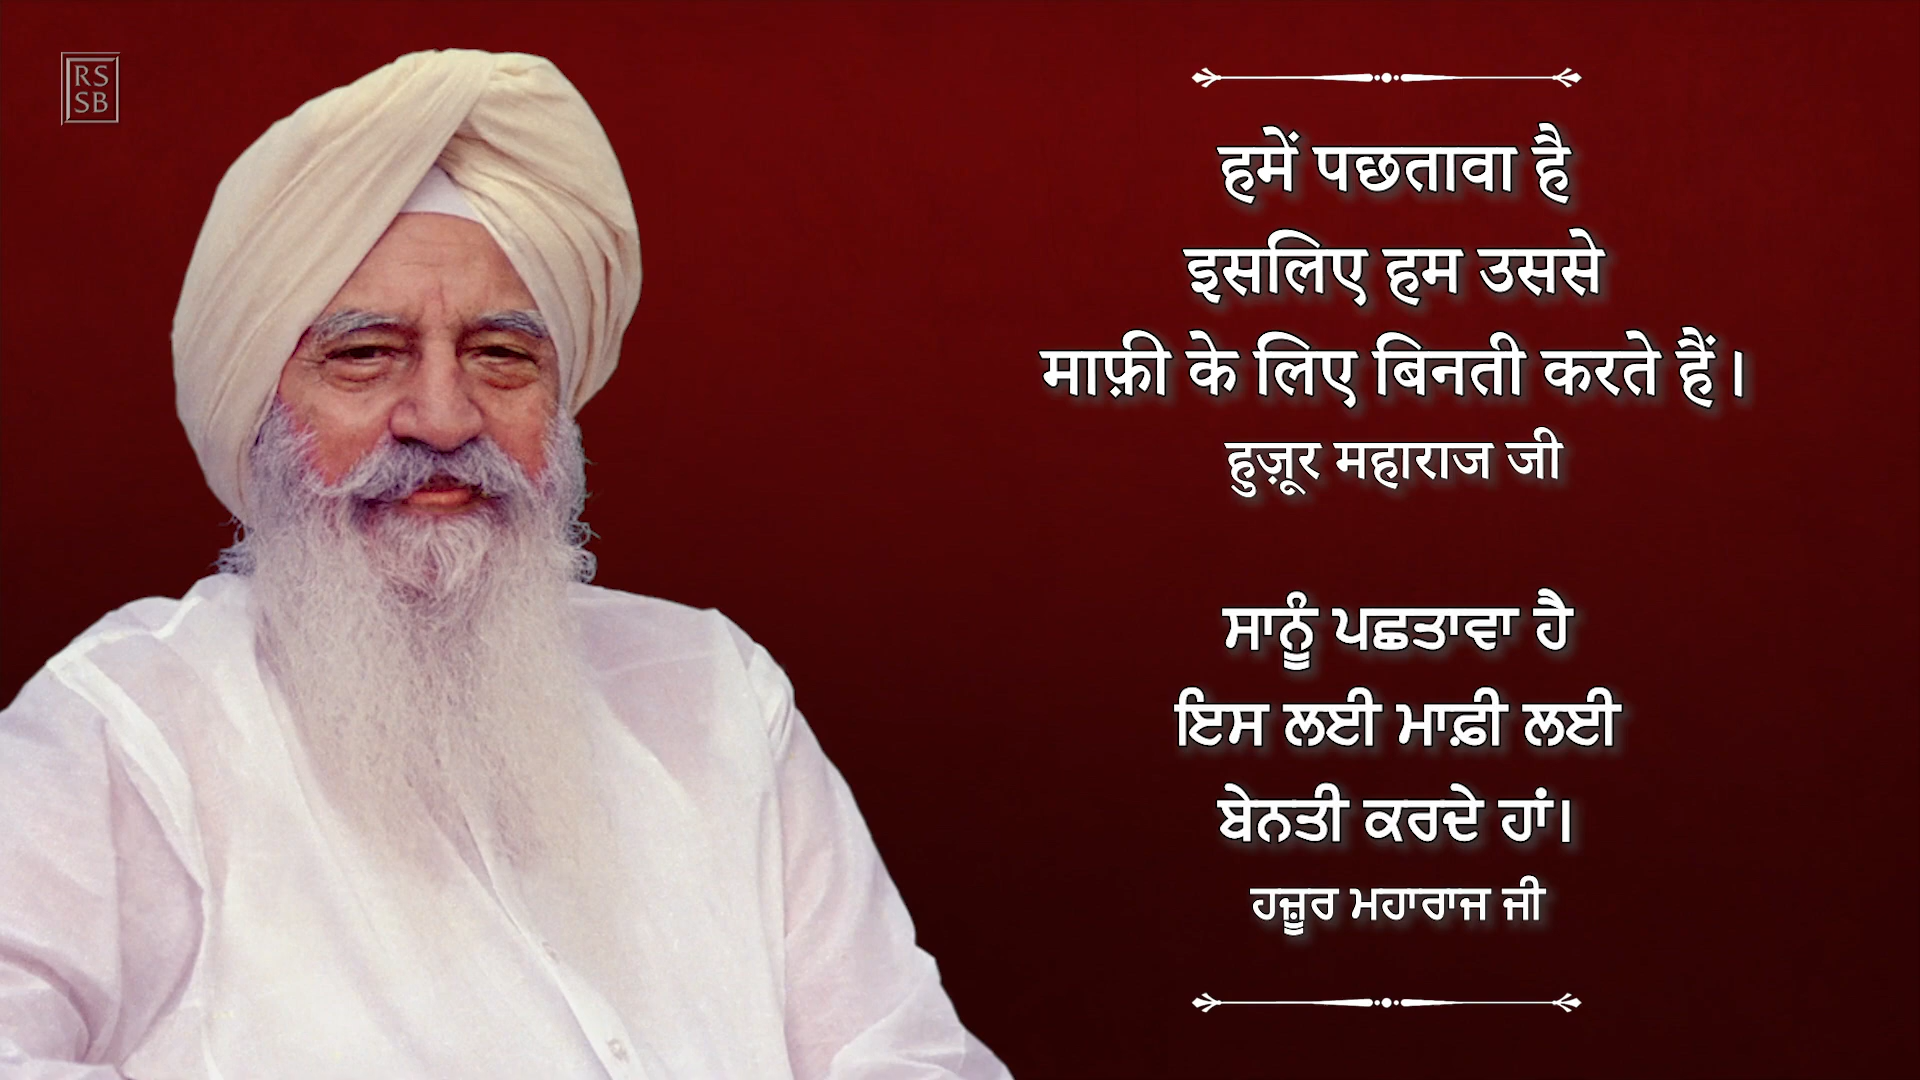 RS
SB
हमें पछतावा है
इसलिए हम उससे
माफ़ी के लिए बिनती करते हैं।
हुज़ूर महाराज जी
ਸਾਨੂੰ ਪਛਤਾਵਾ ਹੈ
ਇਸ ਲਈ ਮਾਫ਼ੀ ਲਈ
ਬੇਨਤੀ ਕਰਦੇ ਹਾਂ।
ਹਜ਼ੂਰ ਮਹਾਰਾਜ ਜੀ